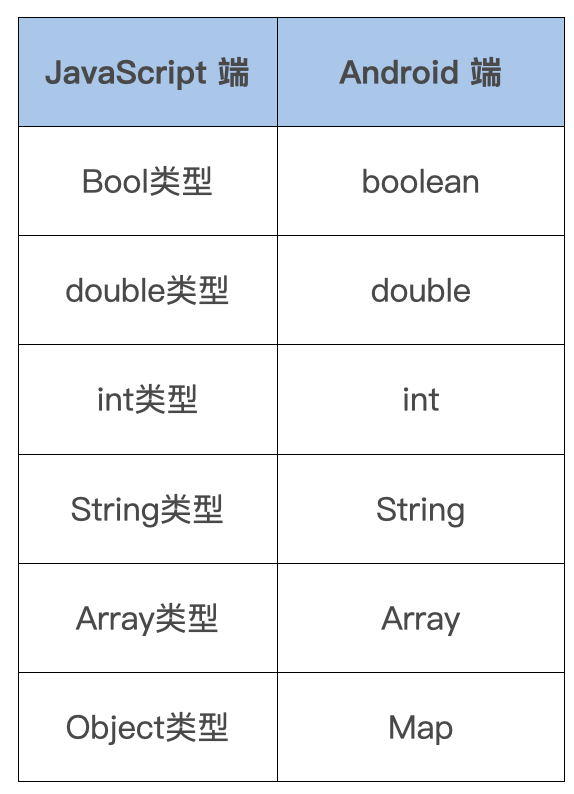 JavaScript 端 Android 端
Bool类型 boolean
double类型 double
int类型 int
String类型 String
Array类型 Array
Object类型 Map